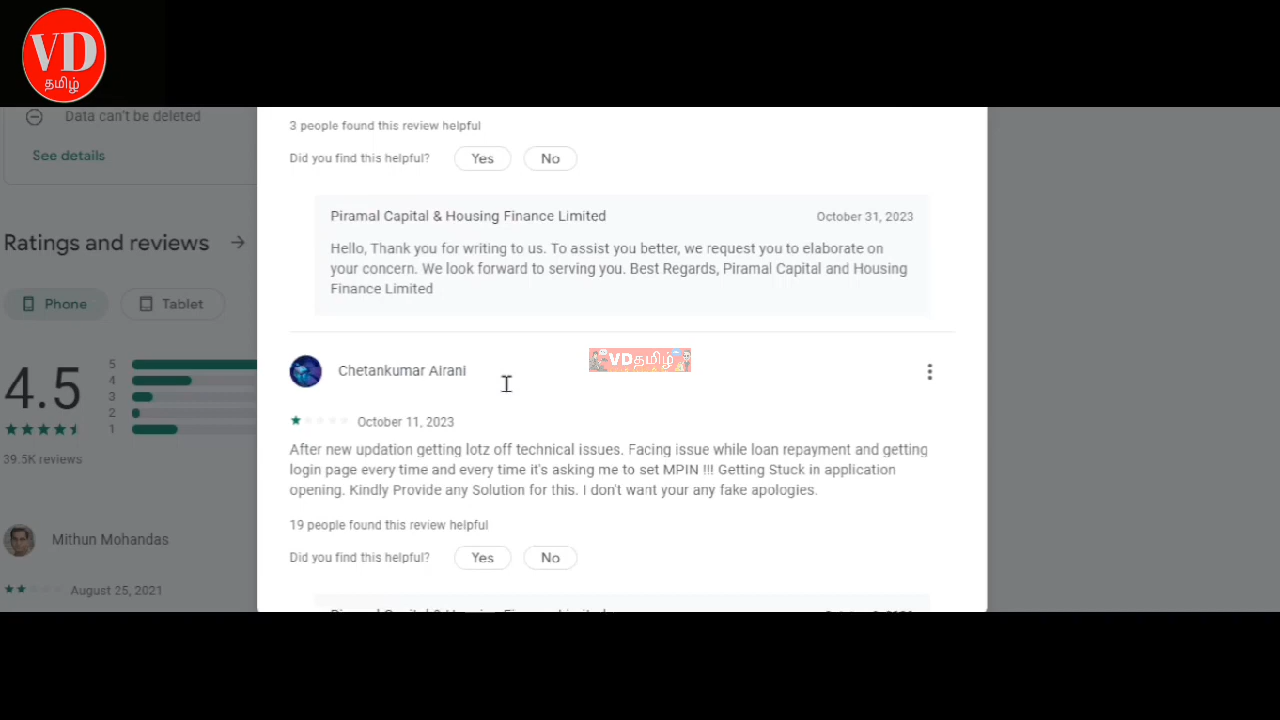 VD
தமிழ்
Data can't be deleted
See details
Ratings and reviews
Phone
Tablet
4.5
5
4
3
2
1
39.5K reviews
Mithun Mohandas
August 25, 2021
3 people found this review helpful
Did you find this helpful?
Yes
No
Piramal Capital & Housing Finance Limited
October 31, 2023
Hello, Thank you for writing to us. To assist you better, we request you to elaborate on
your concern. We look forward to serving you. Best Regards, Piramal Capital and Housing
Finance Limited
VDதமிழ்
Chetankumar Airani
October 11, 2023
After new updation getting lotz off technical issues. Facing issue while loan repayment and getting
login page every time and every time it's asking me to set MPIN !!! Getting Stuck in application
opening. Kindly Provide any Solution for this. I don't want your any fake apologies.
19 people found this review helpful
Did you find this helpful?
Yes
No